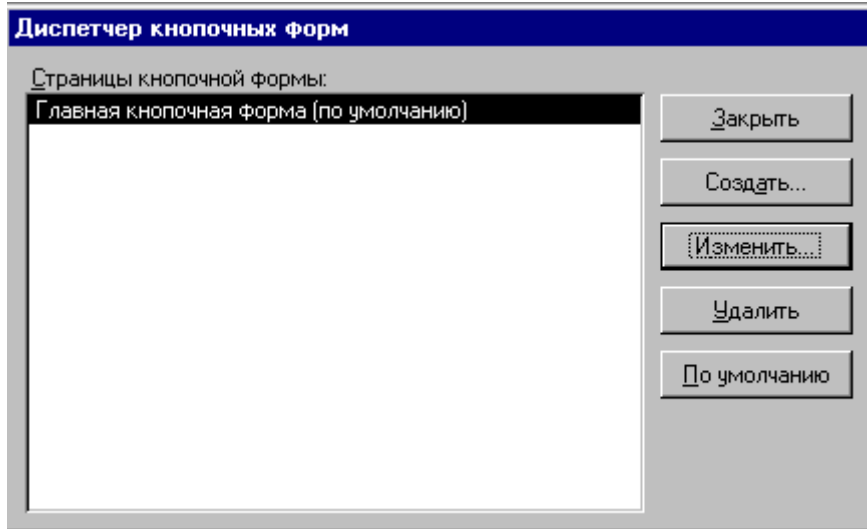 Диспетчер кнопочных форм
Страницы кнопочной формы:
Главная кнопочная форма (по умолчанию)
Закрыть
Создать...
Изменить...
Удалить
По умолчанию